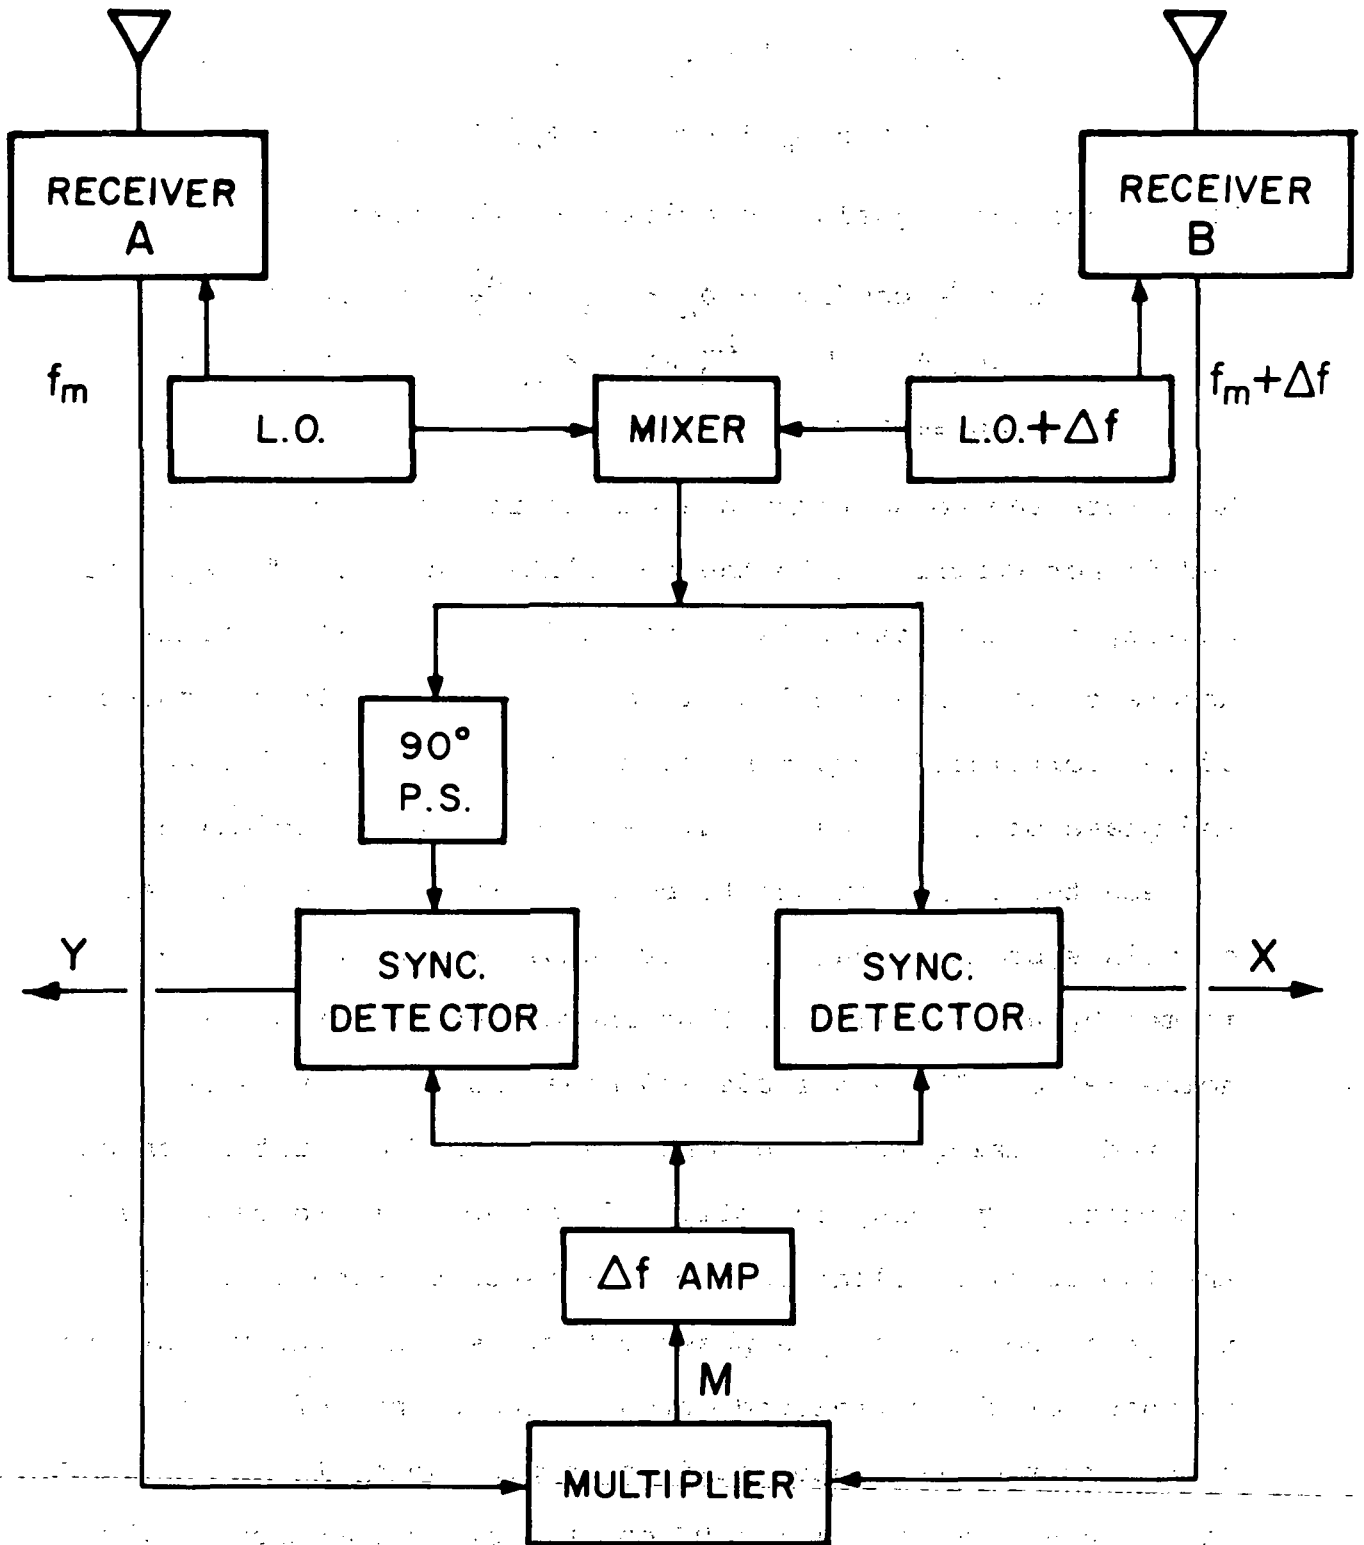 RECEIVER
A
RECEIVER
B
fm
L.O.
MIXER
L.O.+Δf
fm+Δf
90°
P.S.
Y
SYNC.
DETECTOR
SYNC.
DETECTOR
X
Δf AMP
M
MULTIPLIER